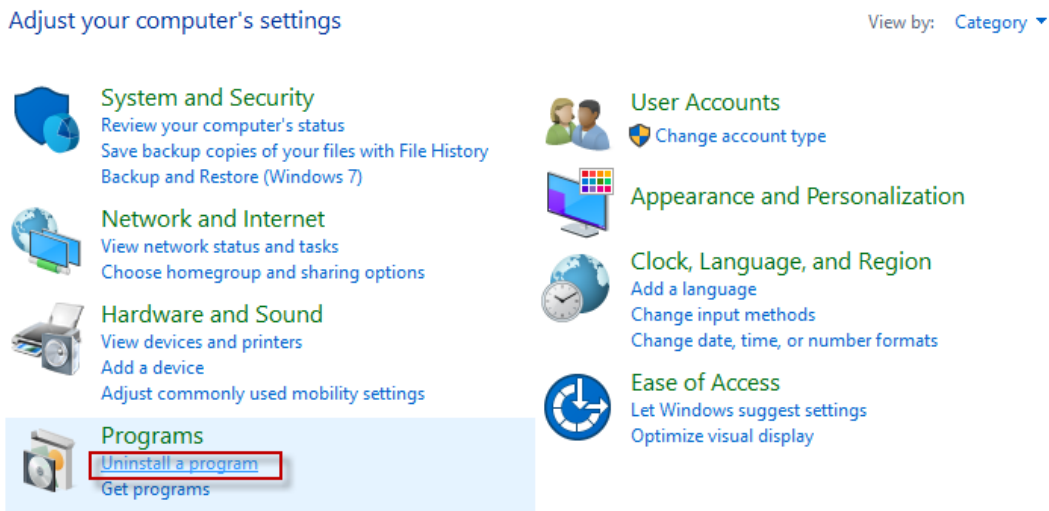 Adjust your computer's settings
View by: Category
System and Security
Review your computer's status
Save backup copies of your files with File History
Backup and Restore (Windows 7)
Network and Internet
View network status and tasks
Choose homegroup and sharing options
Hardware and Sound
View devices and printers
Add a device
Adjust commonly used mobility settings
Programs
Uninstall a program
Get programs
User Accounts
Change account type
Appearance and Personalization
Clock, Language, and Region
Add a language
Change input methods
Change date, time, or number formats
Ease of Access
Let Windows suggest settings
Optimize visual display